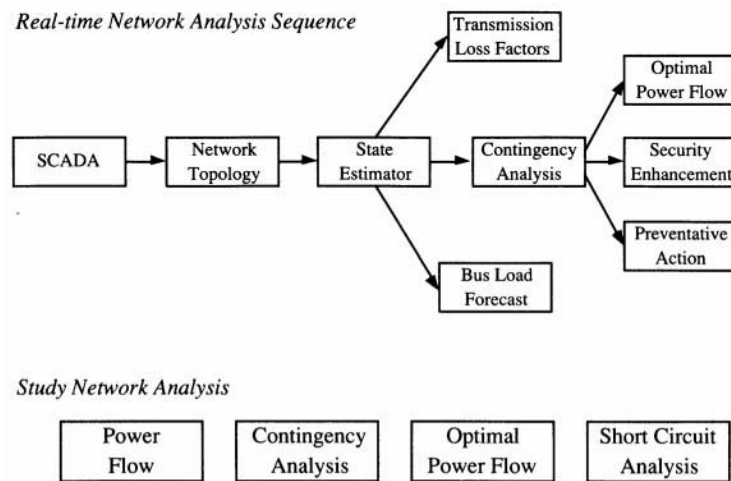 Real-time Network Analysis Sequence
Transmission
Loss Factors
Optimal
Power Flow
SCADA
Network
Topology
State
Estimator
Contingency
Analysis
Security
Enhancement
Preventative
Action
Bus Load
Forecast
Study Network Analysis
Power
Flow
Contingency
Analysis
Optimal
Power Flow
Short Circuit
Analysis